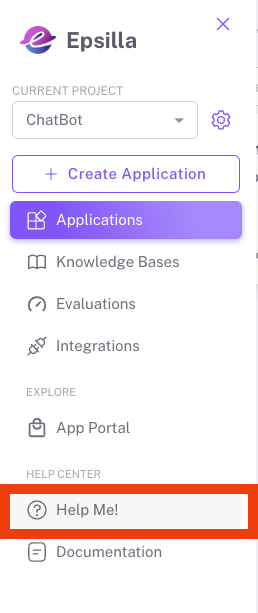 Epsilla
CURRENT PROJECT
ChatBot
+ Create Application
Applications
Knowledge Bases
Evaluations
Integrations
EXPLORE
App Portal
HELP CENTER
Help Me!
Documentation